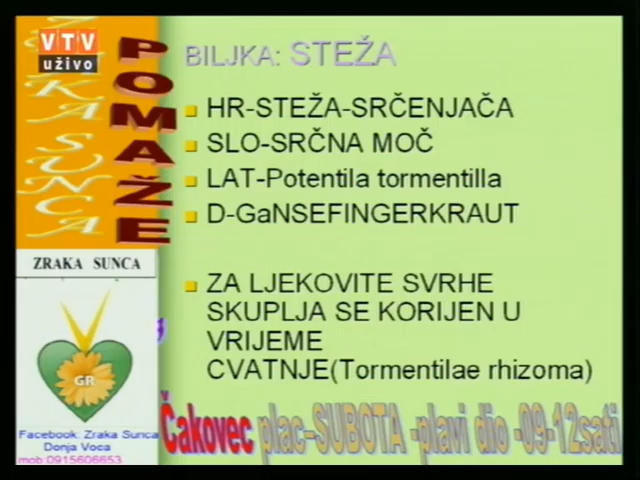 VTV
uživo
ZRAKA SUNCA
POMAŽE
BILJKA: STEŽA
HR-STEŽA-SRČENJAČA
SLO-SRČNA MOČ
LAT-Potentila tormentilla
D-GaNSEFINGERKRAUT
ZA LJEKOVITE SVRHE
SKUPLJA SE KORIJEN U
VRIJEME
CVATNJE(Tormentilae rhizoma)
ZRAKA SUNCA
GR
Facebook: Zraka Sunca
Donja Voca
mob:0915606653
Čakovec plac-SUBOTA -plavi dio -09-12sati